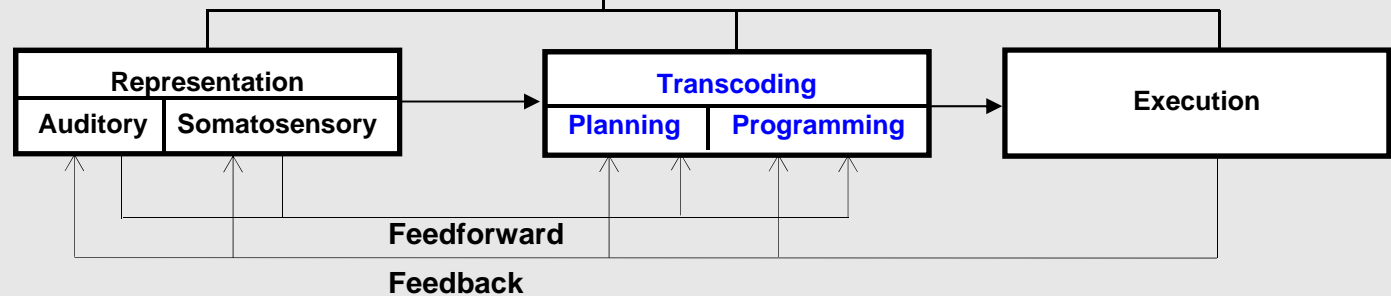 Representation
Auditory Somatosensory
Transcoding
Planning Programming
Execution
Feedforward
Feedback